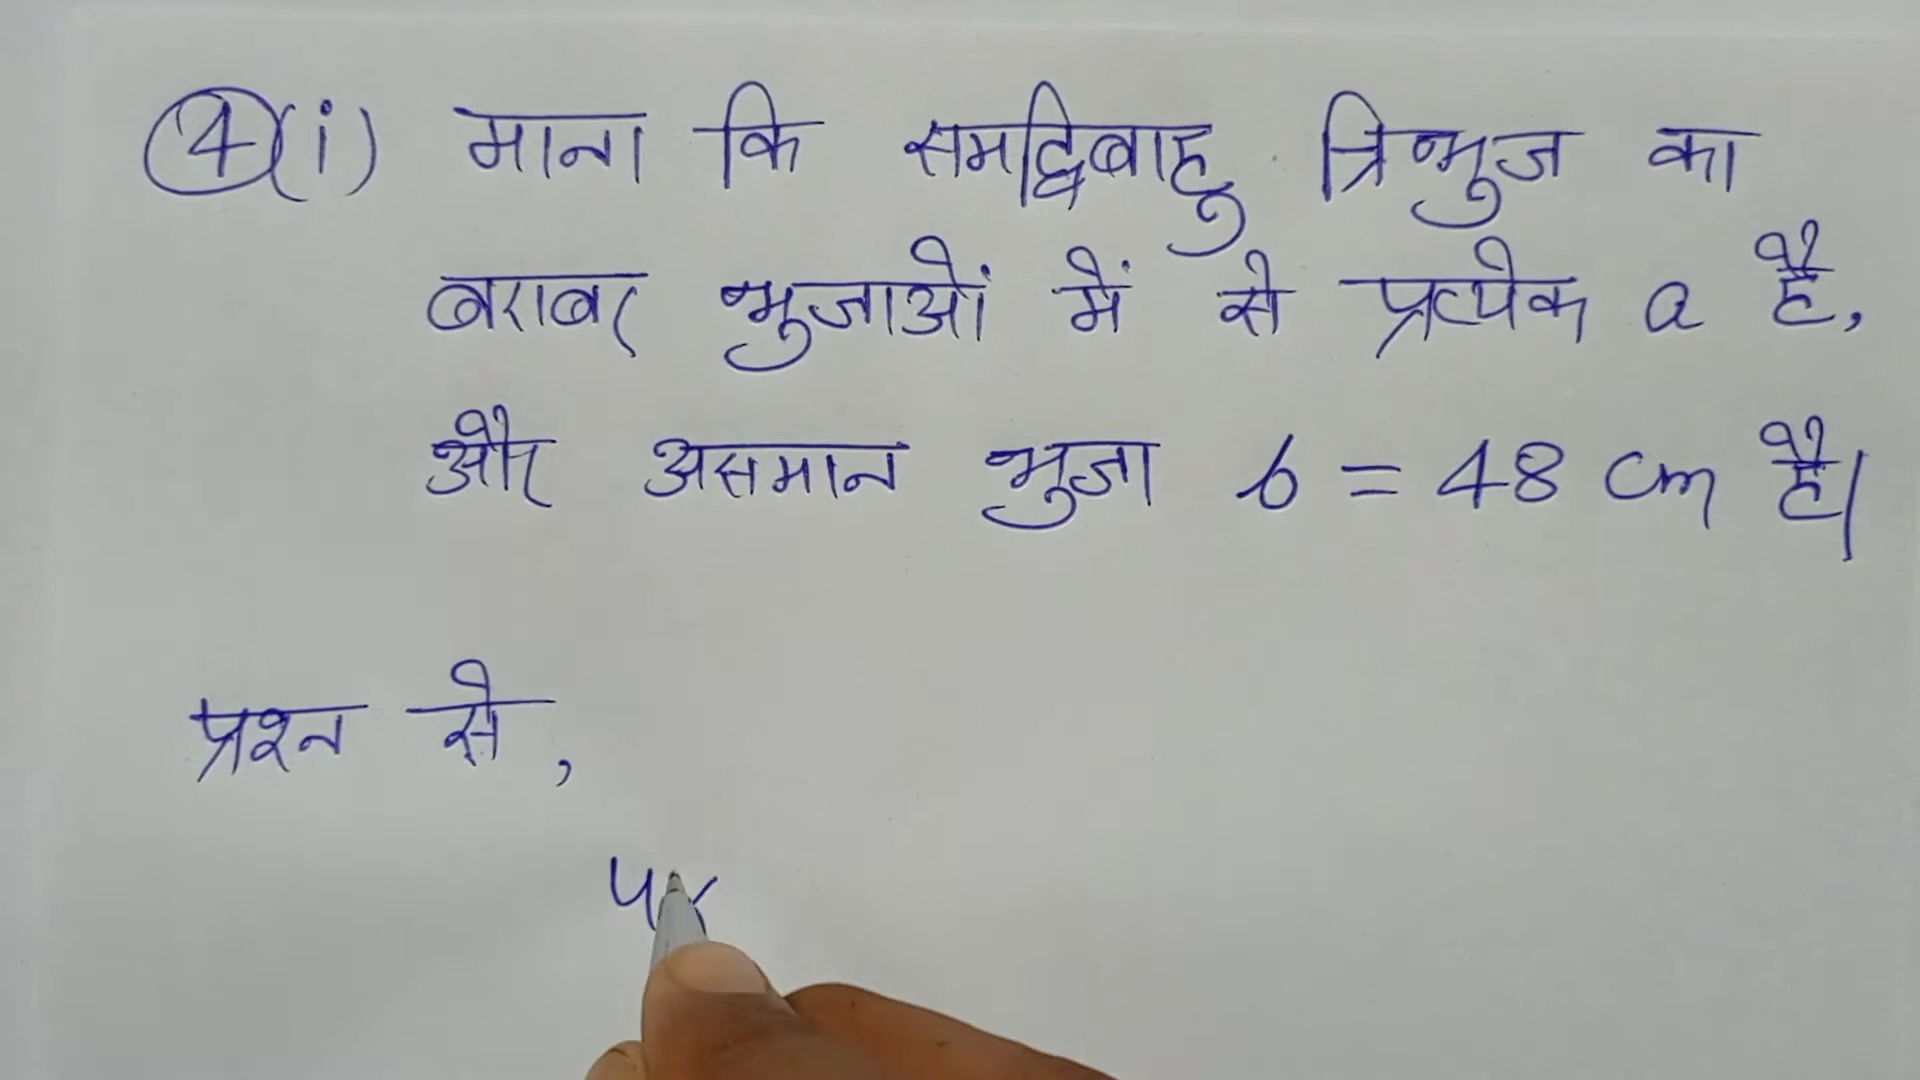 4(i) माना कि समद्विबाहु त्रिभुज का
बराबर भुजाओं में से प्रत्येक a है,
और असमान भुजा b = 48 cm है।
प्रश्न से,